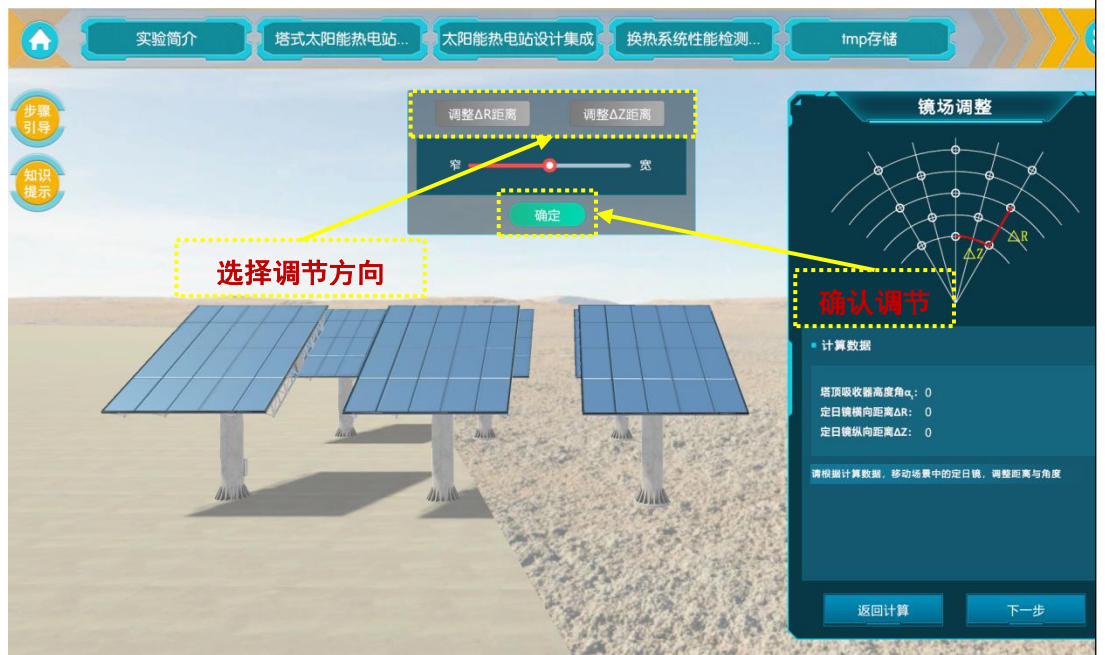 实验简介
塔式太阳能热电站...
太阳能热电站设计集成
换热系统性能检测...
tmp存储
步骤
引导
知识
提示
调整ΔR距离
调整ΔZ距离
窄
宽
确定
选择调节方向
确认调节
镜场调整
△R
△Z
计算数据
塔顶吸收器高度角αt: 0
定日镜横向距离ΔR: 0
定日镜纵向距离ΔZ: 0
请根据计算数据，移动场景中的定日镜，调整距离与角度
返回计算
下一步